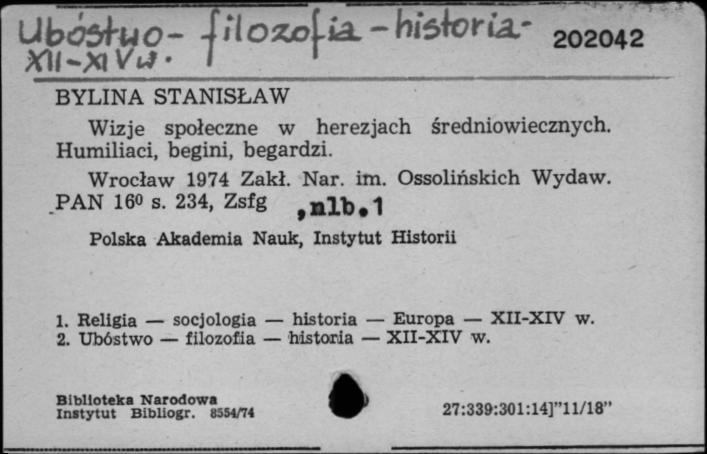 Ubóstwo - filozofia - historia -
XII-XIV w.
202042
BYLINA STANISŁAW
Wizje społeczne w herezjach średniowiecznych.
Humiliaci, begini, begardzi.
Wrocław 1974 Zakł. Nar. im. Ossolińskich Wydaw.
PAN 16⁰ s. 234, Zsfg , nlb. 1
Polska Akademia Nauk, Instytut Historii
1. Religia — socjologia — historia — Europa — XII-XIV w.
2. Ubóstwo — filozofia — historia — XII-XIV w.
Biblioteka Narodowa
Instytut Bibliogr. 8554/74
27:339:301:14]"11/18"